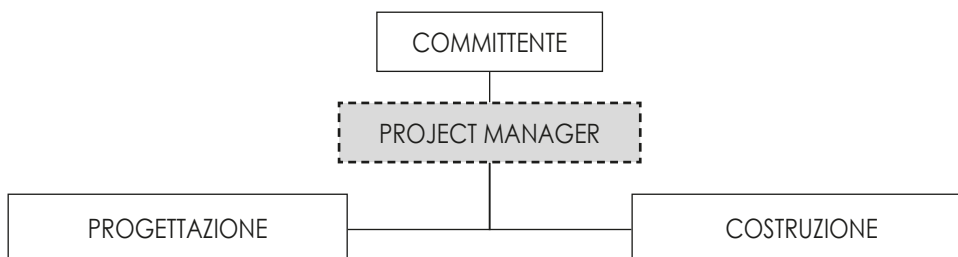 COMMITTENTE
PROJECT MANAGER
PROGETTAZIONE
COSTRUZIONE